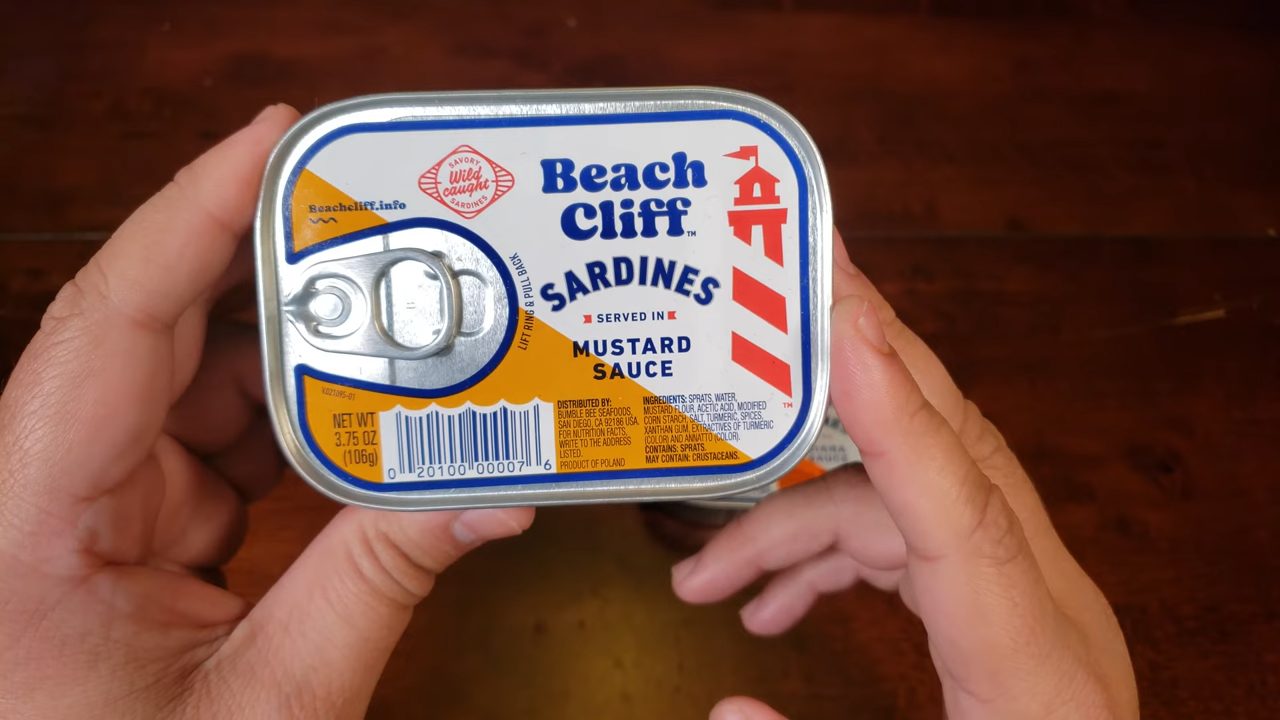 SAVORY
Wild
caught
SARDINES
Beachcliff.info
Beach
Cliff™
SARDINES
SERVED IN
MUSTARD
SAUCE
LIFT RING & PULL BACK
NET WT
3.75 OZ
(106g)
0 20100 00007 6
DISTRIBUTED BY:
BUMBLE BEE SEAFOODS,
SAN DIEGO, CA 92186 USA.
FOR NUTRITION FACTS,
WRITE TO THE ADDRESS
LISTED.
PRODUCT OF POLAND
INGREDIENTS: SPRATS, WATER,
MUSTARD FLOUR, ACETIC ACID, MODIFIED
CORN STARCH, SALT, TURMERIC, SPICES,
XANTHAN GUM, EXTRACTIVES OF TURMERIC
(COLOR) AND ANNATTO (COLOR).
CONTAINS: SPRATS.
MAY CONTAIN: CRUSTACEANS.
TM
SAUCE